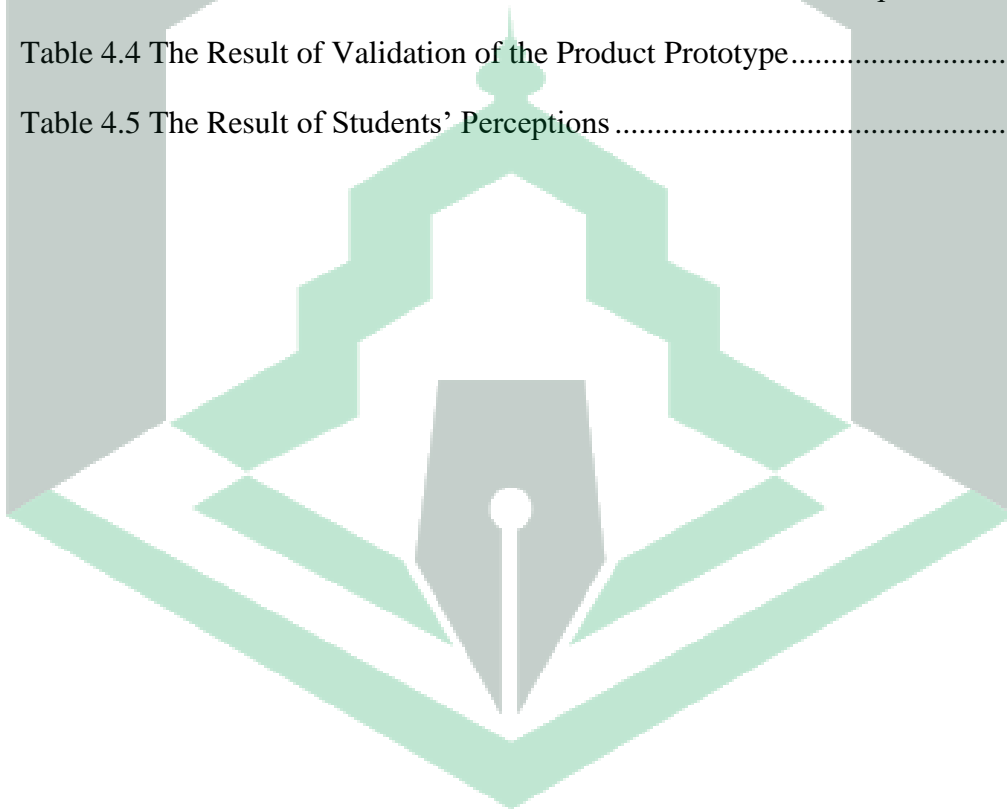 Table 4.4 The Result of Validation of the Product Prototype...........................
Table 4.5 The Result of Students’ Perceptions.................................................